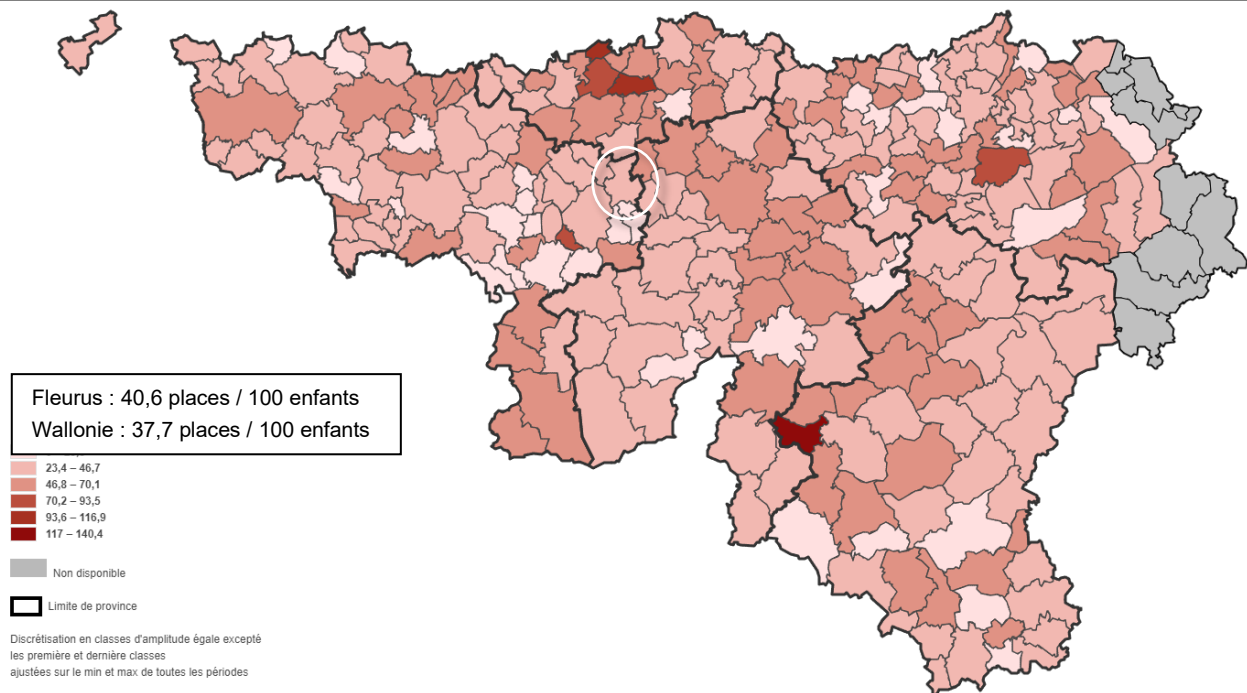 Fleurus : 40,6 places / 100 enfants
Wallonie : 37,7 places / 100 enfants
23,4 – 46,7
46,8 – 70,1
70,2 – 93,5
93,6 – 116,9
117 – 140,4
Non disponible
Limite de province
Discrétisation en classes d'amplitude égale excepté
les première et dernière classes
ajustées sur le min et max de toutes les périodes